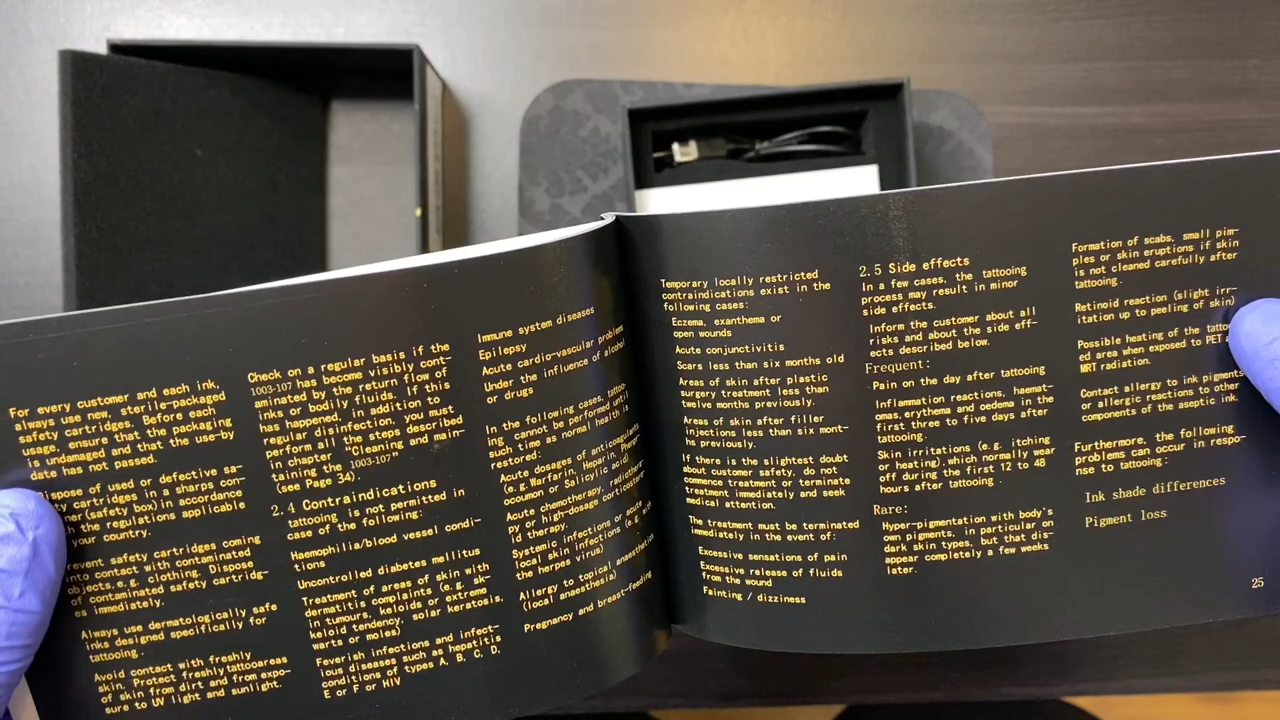 For every customer and each ink,
always use new, sterile-packaged
safety cartridges. Before each
usage, ensure that the packaging
is undamaged and that the use-by
date has not passed.
ispose of used or defective sa-
ty cartridges in a sharps con-
ner(safety box) in accordance
the regulations applicable
your country.
revent safety cartridges coming
into contact with contaminated
objects,e.g. clothing. Dispose
of contaminated safety cartridg-
es immediately.
Always use dermatologically safe
inks designed specifically for
tattooing.
Avoid contact with freshly
skin. Protect freshly tattooareas
of skin from dirt and from expo-
sure to UV light and sunlight.
Check on a regular basis if the
1003-107 has become visibly cont-
aminated by the return flow of
inks or bodily fluids. If this
has happened, in addition to
regular disinfection, you must
perform all the steps described
in chapter "Cleaning and main-
taining the 1003-107"
(see Page 34).
2.4 Contraindications
tattooing is not permitted in
case of the following:
Haemophilia/blood vessel condi-
tions
Uncontrolled diabetes mellitus
Treatment of areas of skin with
dermatitis complaints (e.g. sk-
in tumours, keloids or extreme
keloid tendency, solar keratosis,
warts or moles)
Feverish infections and infect-
ious diseases such as hepatitis
conditions of types A, B, C, D,
E or F or HIV
Immune system diseases
Epilepsy
Acute cardio-vascular problems
Under the influence of alcohol
or drugs
In the following cases, tattoo-
ing cannot be performed until
such time as normal health is
restored:
Acute dosages of anticoagulants
(e.g. Warfarin, Heparin,
ocoumon or Salicylic acid)
Acute chemotherapy,
py or high-dosage
id therapy.
Systemic infections or acute
local skin infections (e.g.
the herpes virus)
Allergy to topical anaesthetics
(local anaesthesia)
Pregnancy and breast-feeding
Temporary locally restricted
contraindications exist in the
following cases:
Eczema, exanthema or
open wounds
Acute conjunctivitis
Scars less than six months old
Areas of skin after plastic
surgery treatment less than
twelve months previously.
Areas of skin after filler
injections less than six mont-
hs previously.
If there is the slightest doubt
about customer safety, do not
commence treatment or terminate
treatment immediately and seek
medical attention.
The treatment must be terminated
immediately in the event of:
Excessive sensations of pain
Excessive release of fluids
from the wound
Fainting / dizziness
2.5 Side effects
In a few cases, the tattooing
process may result in minor
side effects.
Inform the customer about all
risks and about the side eff-
ects described below.
Frequent:
Pain on the day after tattooing
Inflammation reactions, haemat-
omas, erythema and oedema in the
first three to five days after
tattooing.
Skin irritations (e.g. itching
or heating),which normally wear
off during the first 12 to 48
hours after tattooing .
Rare:
Hyper-pigmentation with body's
own pigments, in particular on
dark skin types, but that dis-
appear completely a few weeks
later.
Formation of scabs, small pim-
ples or skin eruptions if skin
is not cleaned carefully after
tattooing.
Retinoid reaction (slight irr-
itation up to peeling of skin)
Possible heating of the tattoo
ed area when exposed to PET
MRT radiation.
Contact allergy to ink pigments
or allergic reactions to other
components of the aseptic ink.
Furthermore, the following
problems can occur in respo-
nse to tattooing:
Ink shade differences
Pigment loss
25